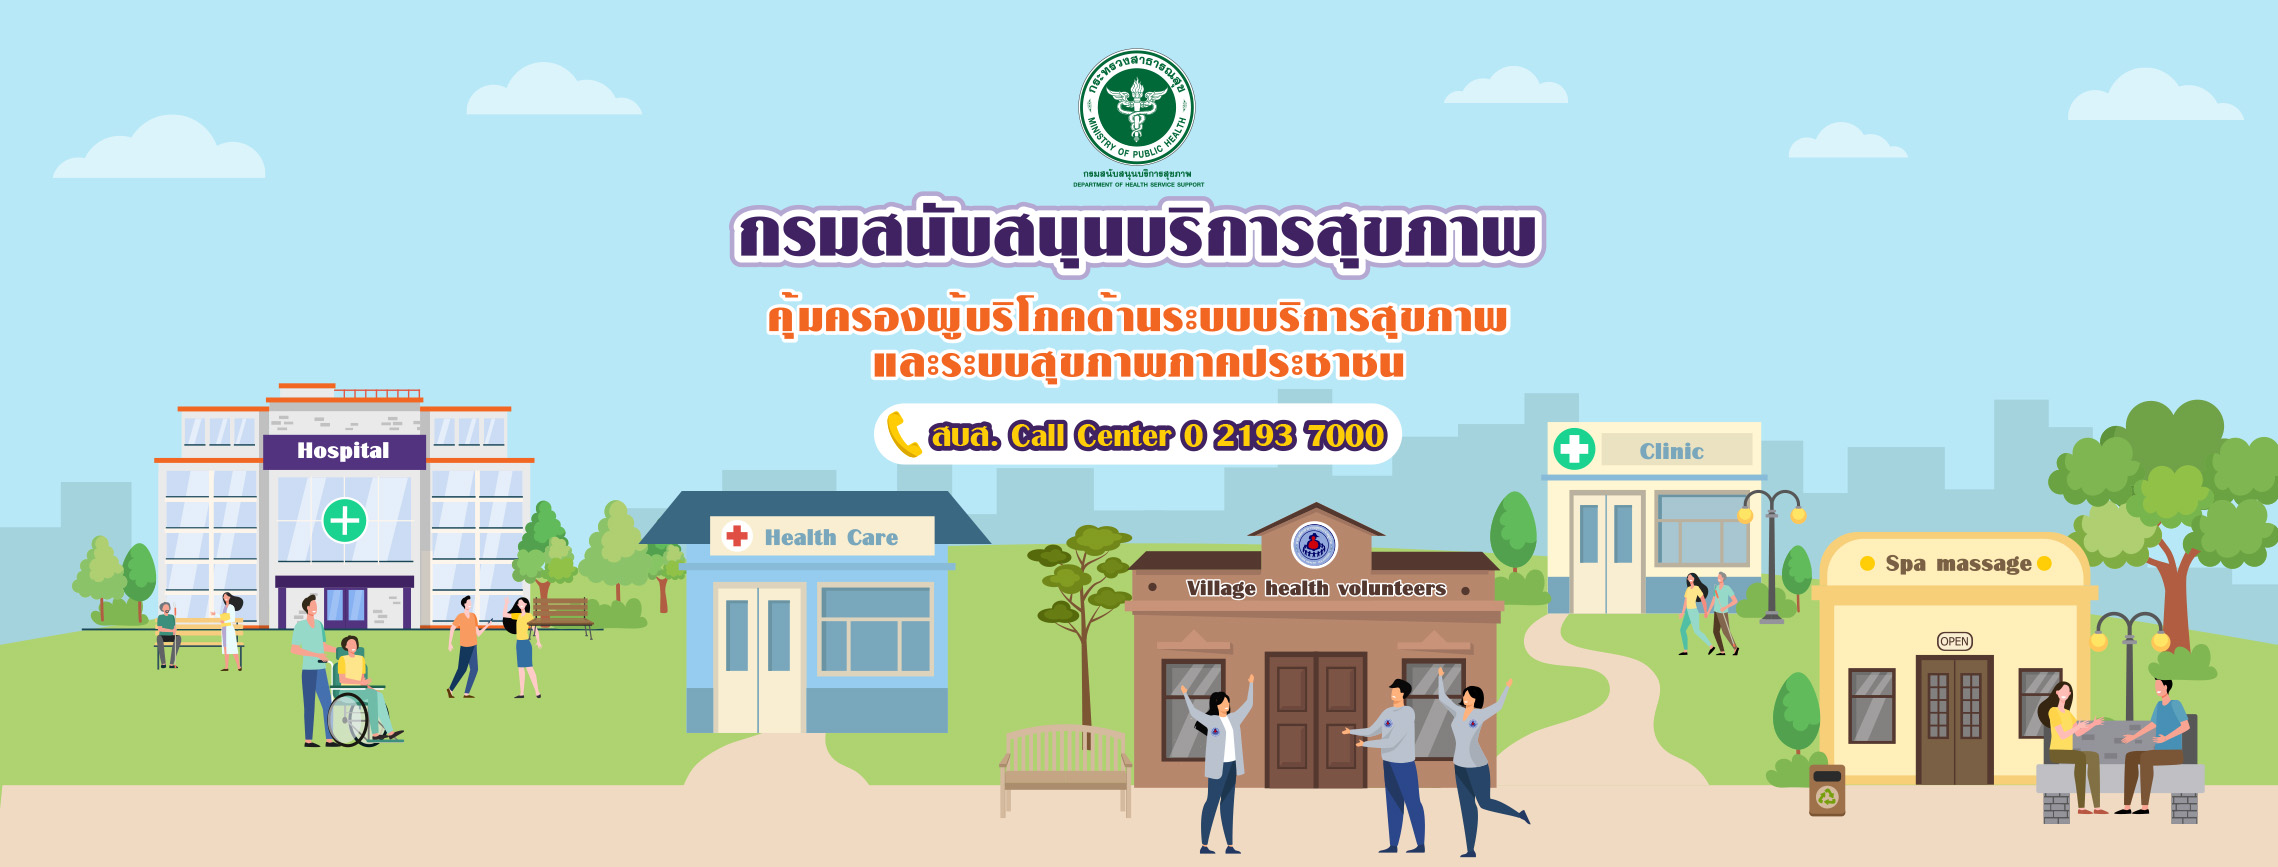 กระทรวงสาธารณสุข
MINISTRY OF PUBLIC HEALTH
กรมสนับสนุนบริการสุขภาพ
DEPARTMENT OF HEALTH SERVICE SUPPORT
กรมสนับสนุนบริการสุขภาพ
คุ้มครองผู้บริโภคด้านระบบบริการสุขภาพ
และระบบสุขภาพภาคประชาชน
สบส. Call Center 0 2193 7000
Hospital
Clinic
Health Care
Village health volunteers
Spa massage
OPEN